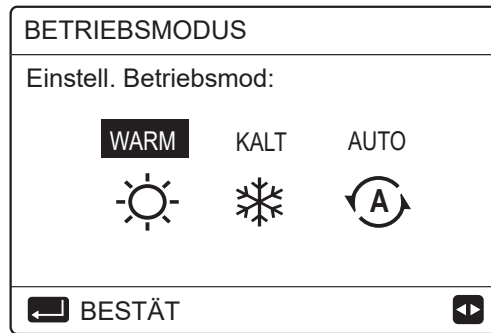 BETRIEBSMODUS
Einstell. Betriebsmod:
WARM KALT AUTO
A
BESTÄT